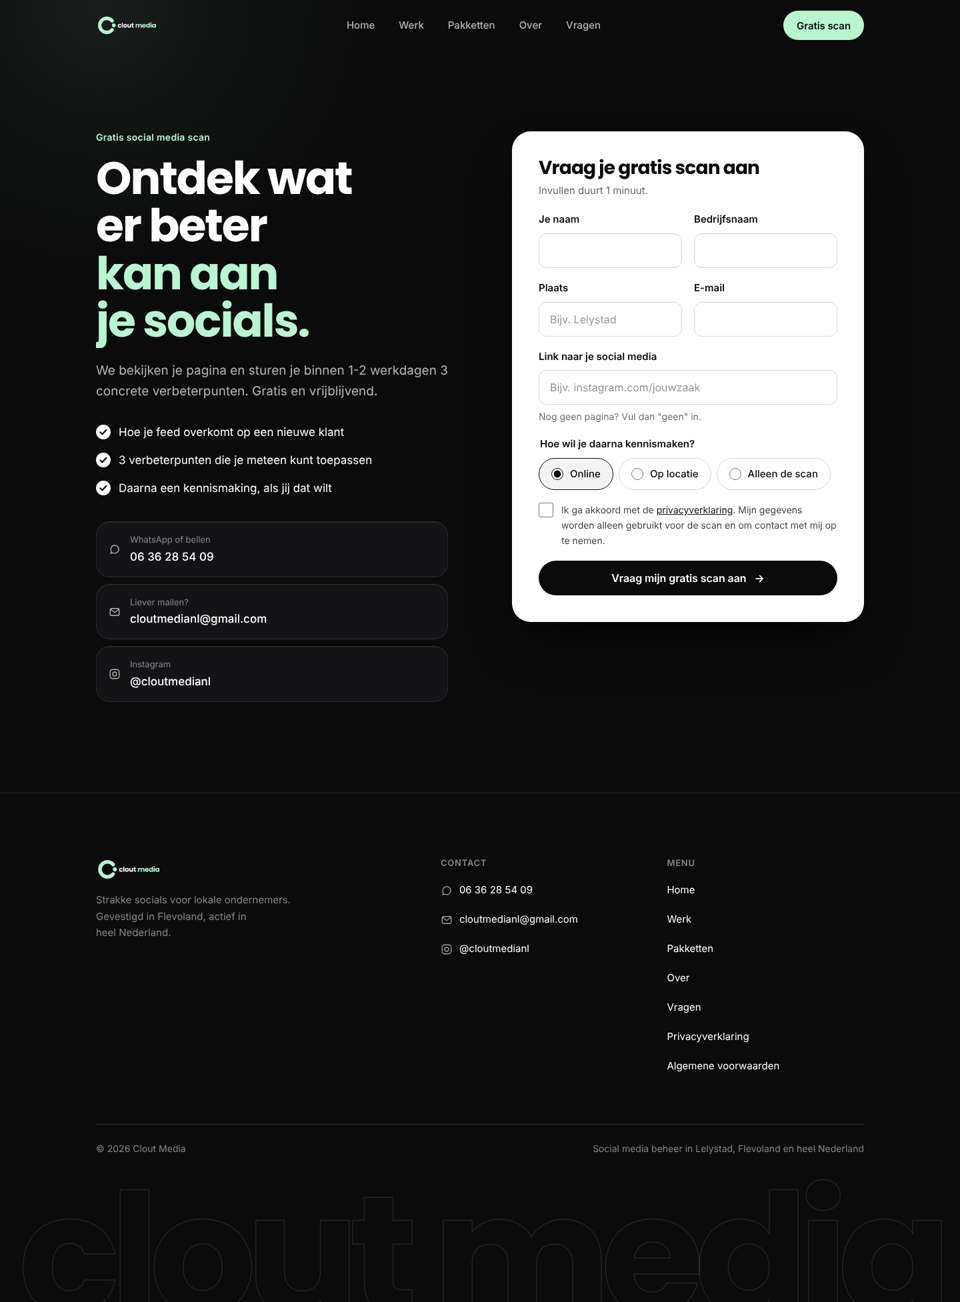 clout media
Home
Werk
Pakketten
Over
Vragen
Gratis scan
Gratis social media scan
Ontdek wat
er beter
kan aan
je socials.
We bekijken je pagina en sturen je binnen 1-2 werkdagen 3
concrete verbeterpunten. Gratis en vrijblijvend.
Hoe je feed overkomt op een nieuwe klant
3 verbeterpunten die je meteen kunt toepassen
Daarna een kennismaking, als jij dat wilt
WhatsApp of bellen
06 36 28 54 09
Liever mailen?
cloutmedianl@gmail.com
Instagram
@cloutmedianl
Vraag je gratis scan aan
Invullen duurt 1 minuut.
Je naam
Bedrijfsnaam
Plaats
E-mail
Bijv. Lelystad
Link naar je social media
Bijv. instagram.com/jouwzaak
Nog geen pagina? Vul dan "geen" in.
Hoe wil je daarna kennismaken?
Online
Op locatie
Alleen de scan
Ik ga akkoord met de privacyverklaring. Mijn gegevens
worden alleen gebruikt voor de scan en om contact met mij op
te nemen.
Vraag mijn gratis scan aan →
clout media
Strakke socials voor lokale ondernemers.
Gevestigd in Flevoland, actief in
heel Nederland.
CONTACT
06 36 28 54 09
cloutmedianl@gmail.com
@cloutmedianl
MENU
Home
Werk
Pakketten
Over
Vragen
Privacyverklaring
Algemene voorwaarden
© 2026 Clout Media
Social media beheer in Lelystad, Flevoland en heel Nederland
clout media